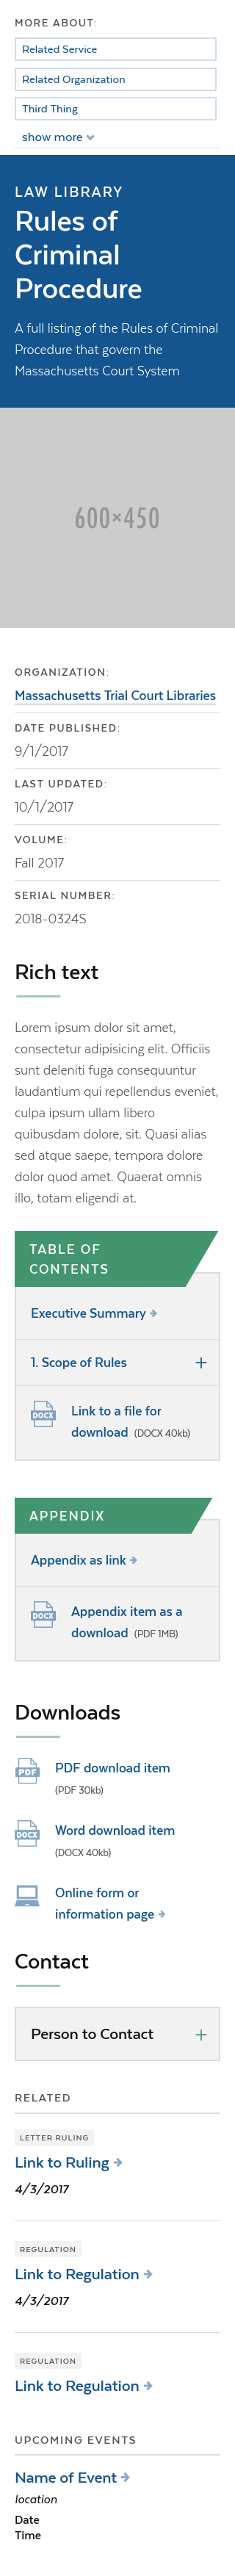 MORE ABOUT:
Related Service
Related Organization
Third Thing
show more
LAW LIBRARY
Rules of
Criminal
Procedure
A full listing of the Rules of Criminal
Procedure that govern the
Massachusetts Court System
600×450
ORGANIZATION:
Massachusetts Trial Court Libraries
DATE PUBLISHED:
9/1/2017
LAST UPDATED:
10/1/2017
VOLUME:
Fall 2017
SERIAL NUMBER:
2018-0324S
Rich text
Lorem ipsum dolor sit amet,
consectetur adipisicing elit. Officiis
sunt deleniti fuga consequuntur
laudantium qui repellendus eveniet,
culpa ipsum ullam libero
quibusdam dolore, sit. Quasi alias
sed atque saepe, tempora dolore
dolor quod amet. Quaerat omnis
illo, totam eligendi at.
TABLE OF
CONTENTS
Executive Summary
1. Scope of Rules
DOCX
Link to a file for
download (DOCX 40kb)
APPENDIX
Appendix as link
DOCX
Appendix item as a
download (PDF 1MB)
Downloads
PDF
PDF download item
(PDF 30kb)
DOCX
Word download item
(DOCX 40kb)
Online form or
information page
Contact
Person to Contact
RELATED
LETTER RULING
Link to Ruling
4/3/2017
REGULATION
Link to Regulation
4/3/2017
REGULATION
Link to Regulation
UPCOMING EVENTS
Name of Event
location
Date
Time